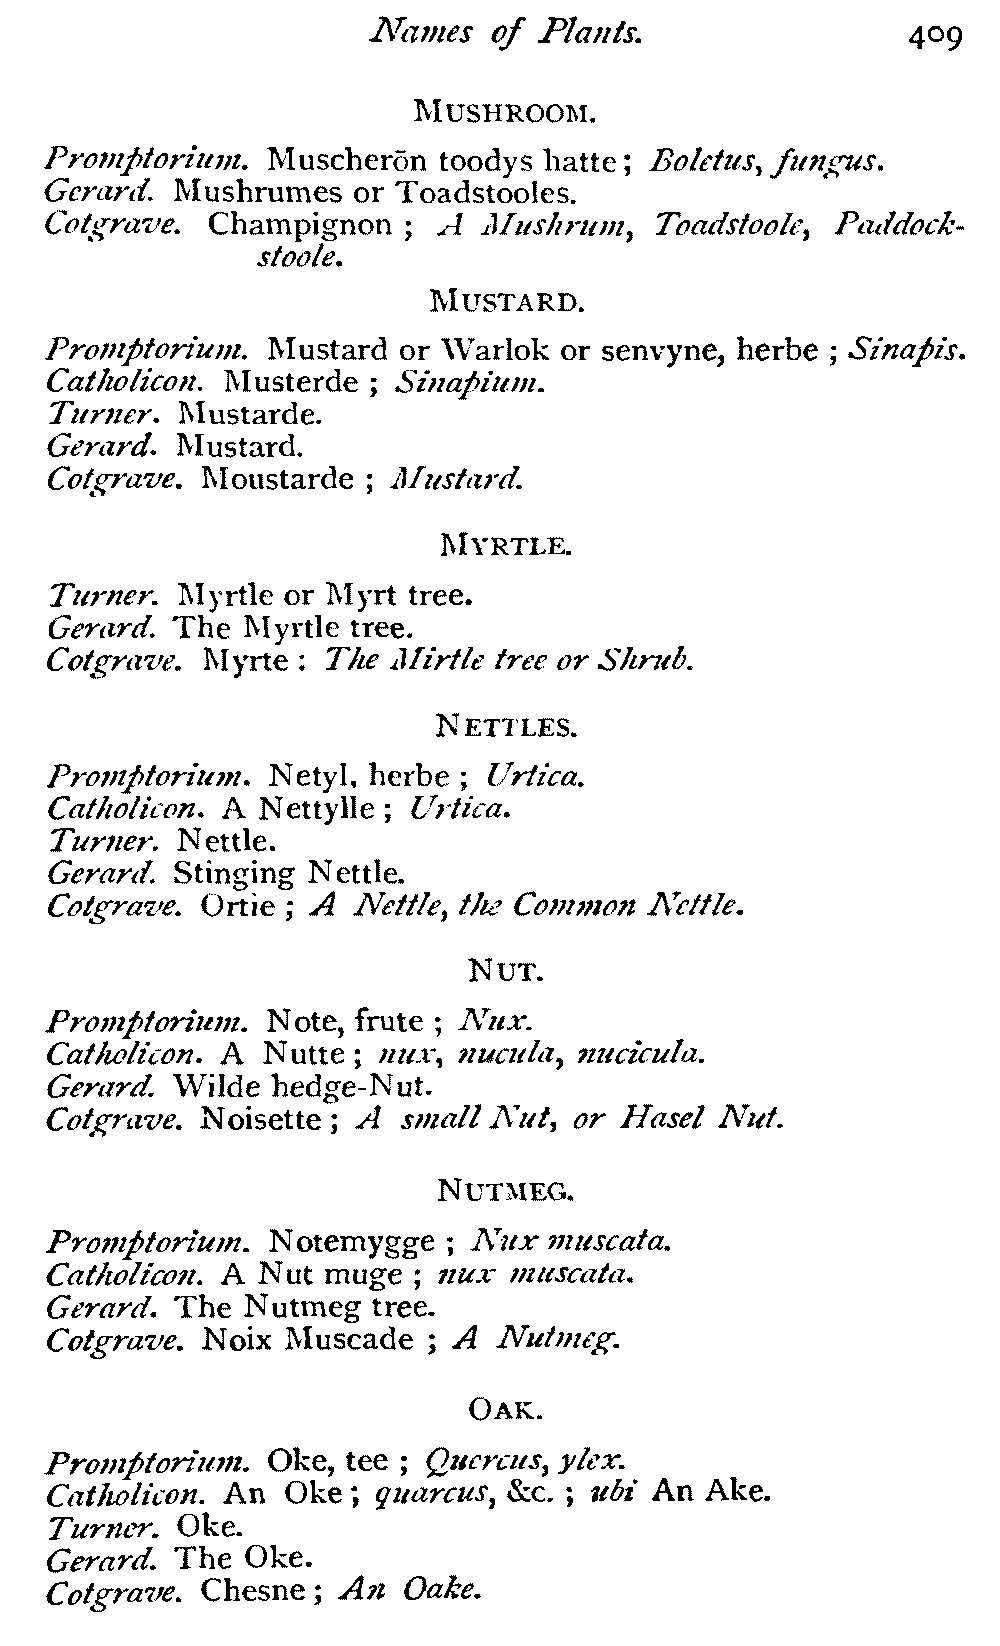 Names of Plants. 409
MUSHROOM.
Promptorium. Muscherōn toodys hatte; Boletus, fungus.
Gerard. Mushrumes or Toadstooles.
Cotgrave. Champignon ; A Mushrum, Toadstoole, Paddock-
stoole.
MUSTARD.
Promptorium. Mustard or Warlok or senvyne, herbe ; Sinapis.
Catholicon. Musterde ; Sinapium.
Turner. Mustarde.
Gerard. Mustard.
Cotgrave. Moustarde ; Mustard.
MYRTLE.
Turner. Myrtle or Myrt tree.
Gerard. The Myrtle tree.
Cotgrave. Myrte : The Mirtle tree or Shrub.
NETTLES.
Promptorium. Netyl, herbe ; Urtica.
Catholicon. A Nettylle ; Urtica.
Turner. Nettle.
Gerard. Stinging Nettle.
Cotgrave. Ortie ; A Nettle, the Common Nettle.
NUT.
Promptorium. Note, frute ; Nux.
Catholicon. A Nutte ; nux, nucula, nucicula.
Gerard. Wilde hedge-Nut.
Cotgrave. Noisette ; A small Nut, or Hasel Nut.
NUTMEG.
Promptorium. Notemygge ; Nux muscata.
Catholicon. A Nut muge ; nux muscata.
Gerard. The Nutmeg tree.
Cotgrave. Noix Muscade ; A Nutmeg.
OAK.
Promptorium. Oke, tee ; Quercus, ylex.
Catholicon. An Oke ; quarcus, &c. ; ubi An Ake.
Turner. Oke.
Gerard. The Oke.
Cotgrave. Chesne ; An Oake.